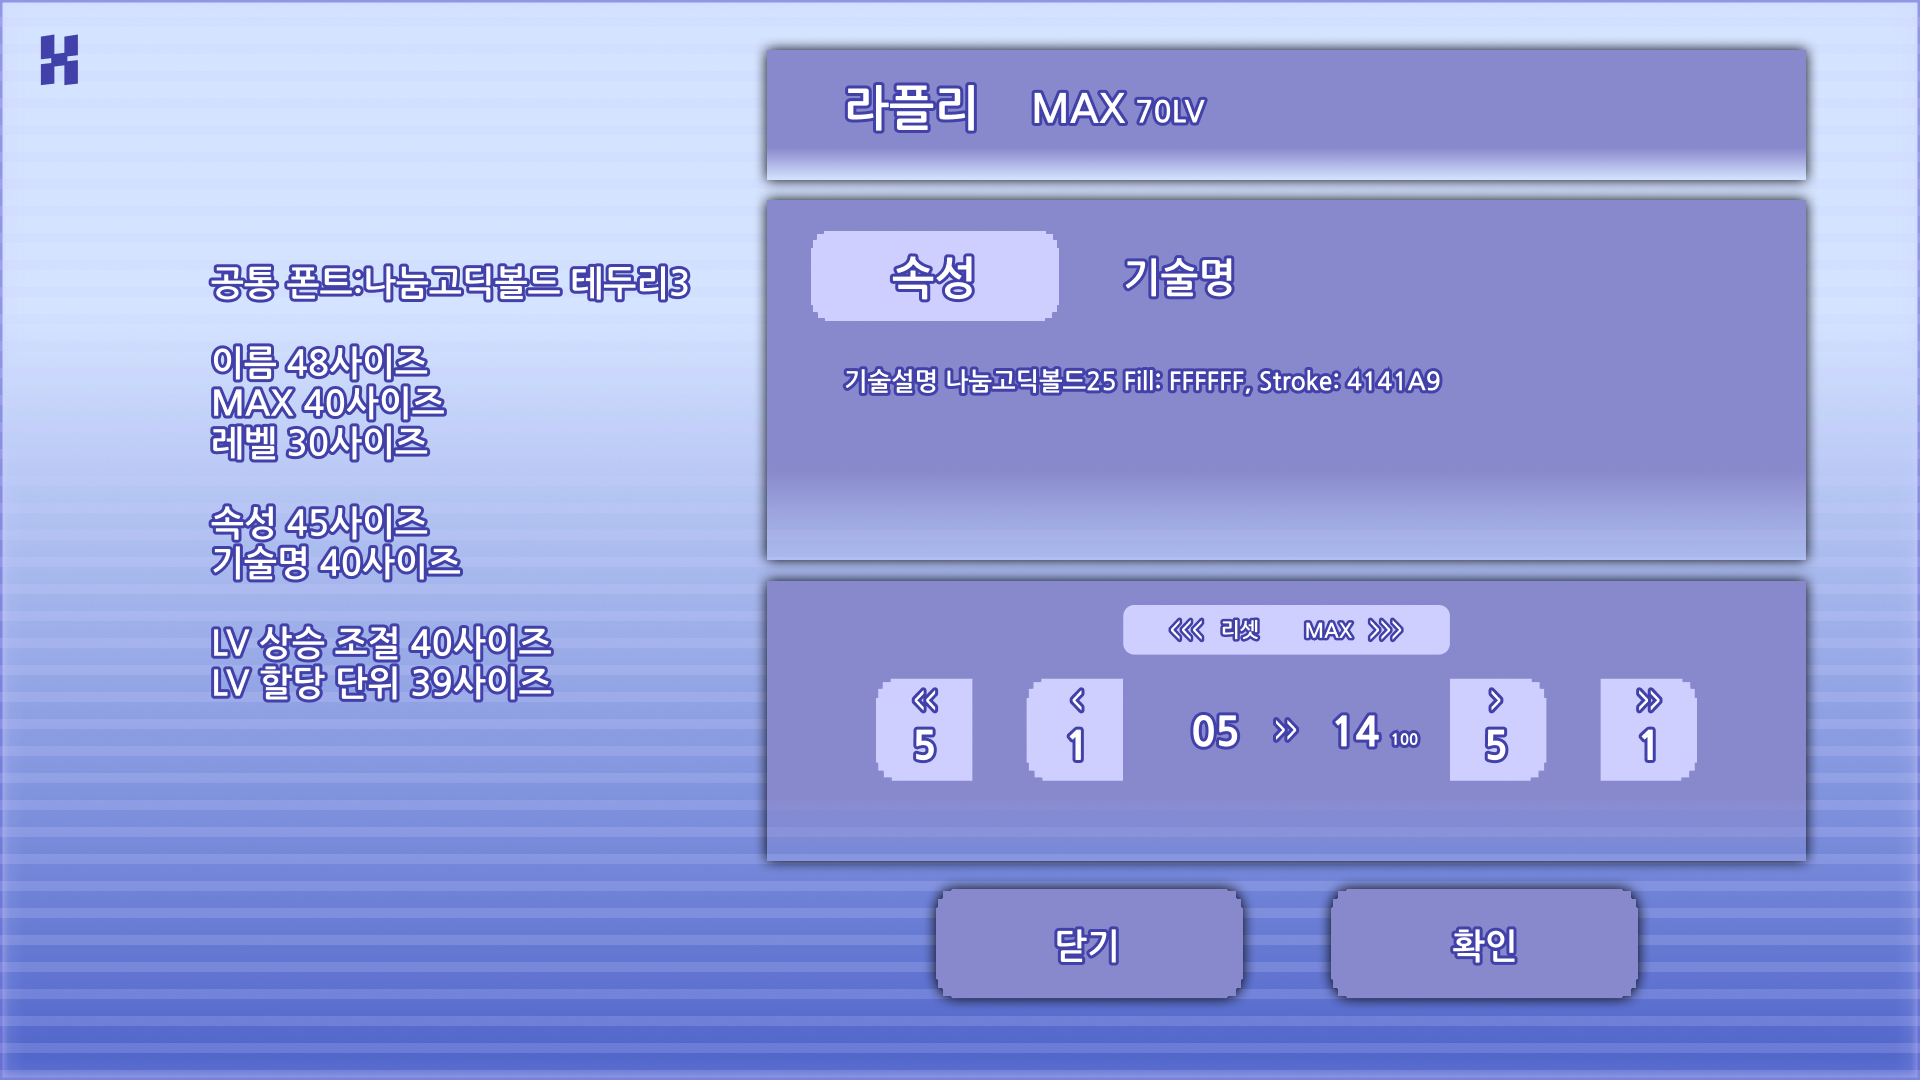 라플리 MAX 70LV
속성 기술명
기술설명 나눔고딕볼드25 Fill: FFFFFF, Stroke: 4141A9
공통 폰트:나눔고딕볼드 테두리3
이름 48사이즈
MAX 40사이즈
레벨 30사이즈
속성 45사이즈
기술명 40사이즈
LV 상승 조절 40사이즈
LV 할당 단위 39사이즈
<<< 리셋 MAX >>>
<< < > >>
5 1 05 >> 14 100 5 1
닫기 확인